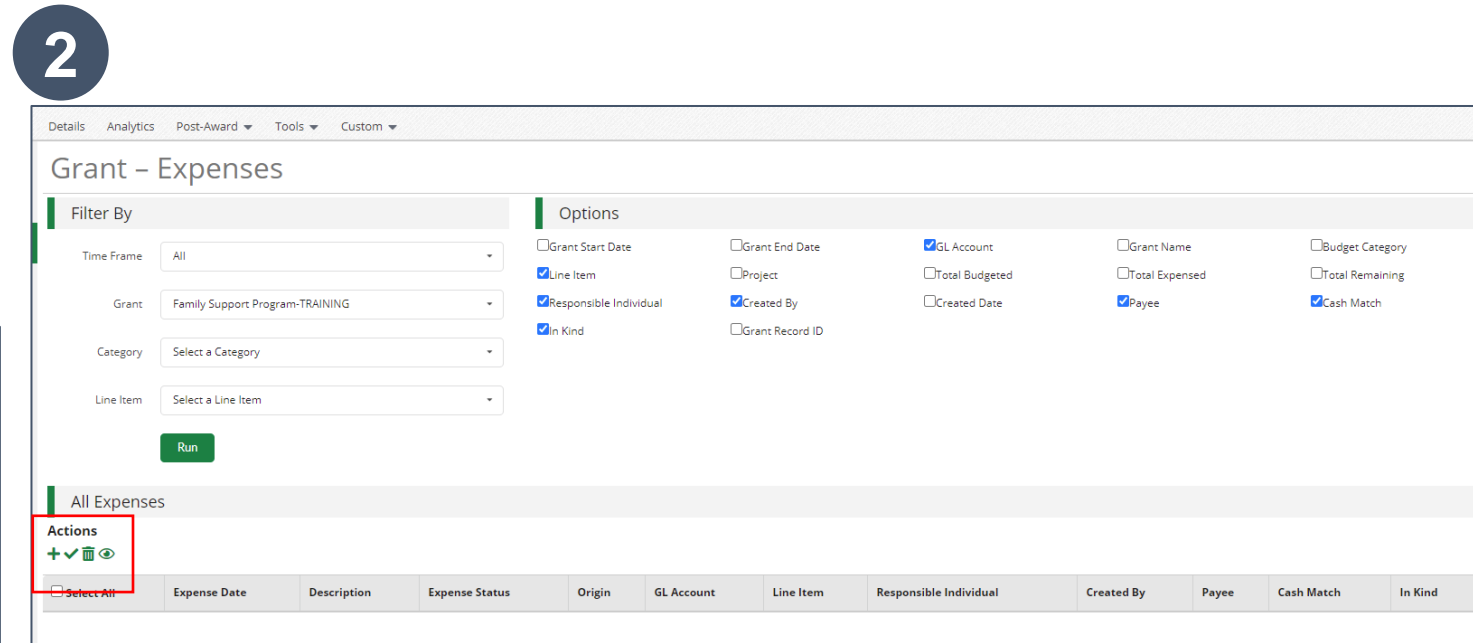 2
Details Analytics Post-Award Tools Custom
Grant – Expenses
Filter By
Time Frame All
Grant Family Support Program-TRAINING
Category Select a Category
Line Item Select a Line Item
Run
Options
Grant Start Date Grant End Date GL Account Grant Name Budget Category
Line Item Project Total Budgeted Total Expensed Total Remaining
Responsible Individual Created By Created Date Payee Cash Match
In Kind Grant Record ID
All Expenses
Actions
Select All Expense Date Description Expense Status Origin GL Account Line Item Responsible Individual Created By Payee Cash Match In Kind